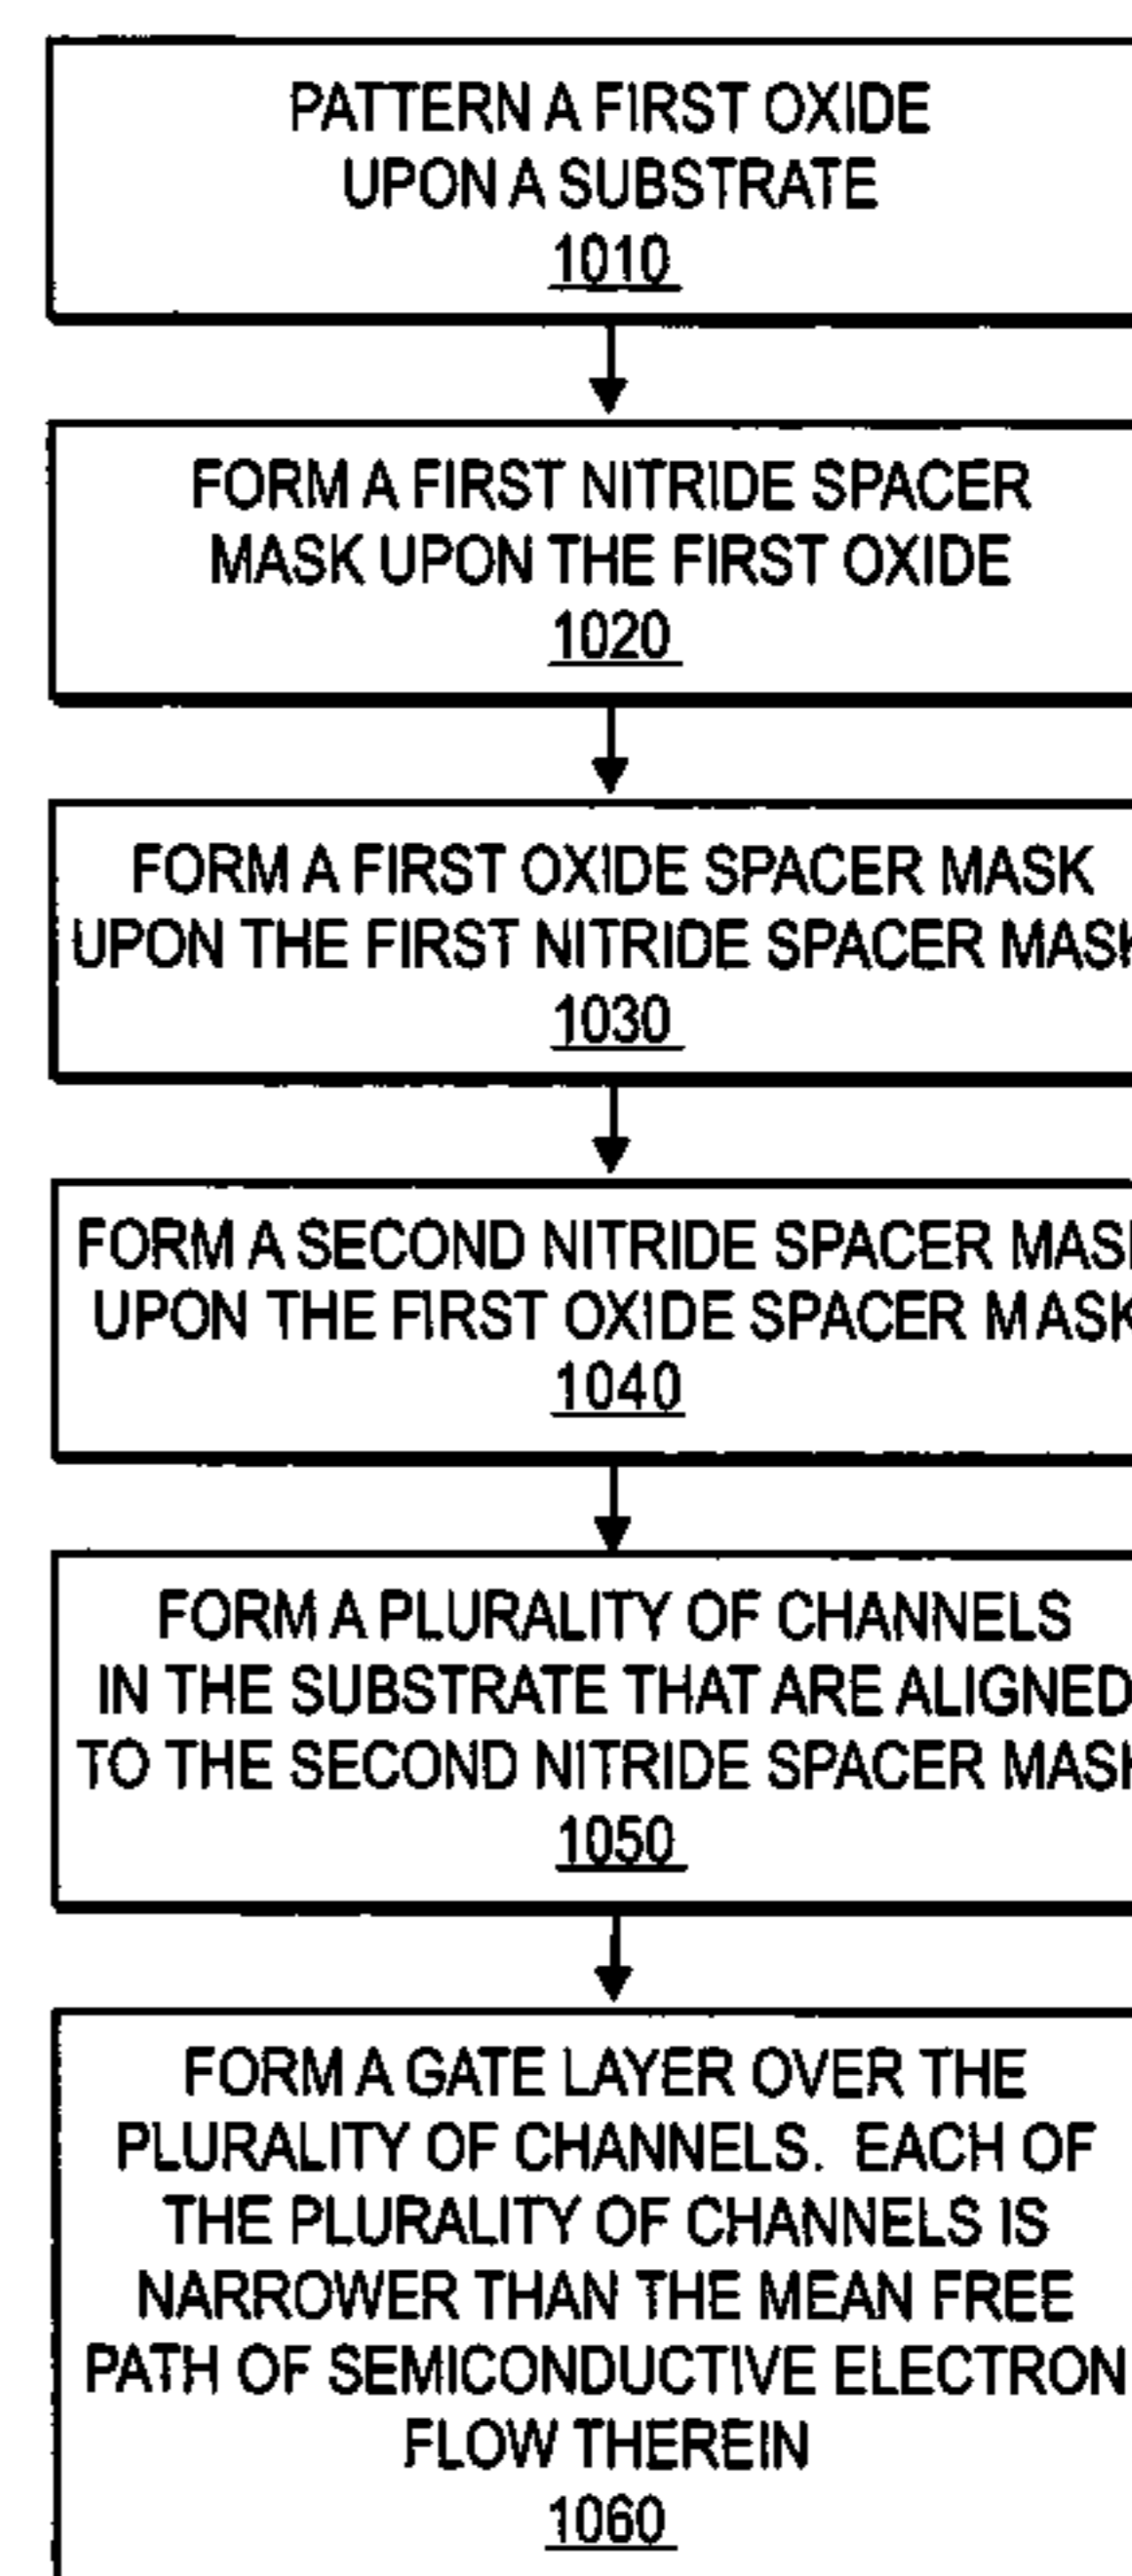 PATTERN A FIRST OXIDE
UPON A SUBSTRATE
1010
FORM A FIRST NITRIDE SPACER
MASK UPON THE FIRST OXIDE
1020
FORM A FIRST OXIDE SPACER MASK
UPON THE FIRST NITRIDE SPACER MASK
1030
FORM A SECOND NITRIDE SPACER MASK
UPON THE FIRST OXIDE SPACER MASK
1040
FORM A PLURALITY OF CHANNELS
IN THE SUBSTRATE THAT ARE ALIGNED
TO THE SECOND NITRIDE SPACER MASK
1050
FORM A GATE LAYER OVER THE
PLURALITY OF CHANNELS. EACH OF
THE PLURALITY OF CHANNELS IS
NARROWER THAN THE MEAN FREE
PATH OF SEMICONDUCTIVE ELECTRON
FLOW THEREIN
1060